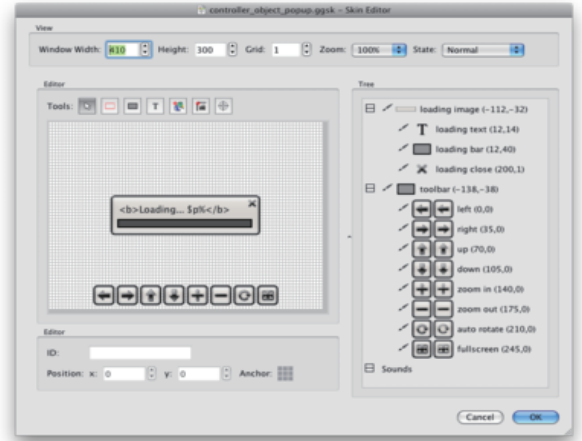 controller_object_popup.ggsk – Skin Editor
View
Window Width: 810 Height: 300 Grid: 1 Zoom: 100% State: Normal
Editor
Tools: T
<b>Loading... $p%</b>
Editor
ID:
Position: x: 0 y: 0 Anchor:
Tree
loading image (-112,-32)
T loading text (12,14)
loading bar (12,40)
loading close (200,1)
toolbar (-138,-38)
left (0,0)
right (35,0)
up (70,0)
down (105,0)
zoom in (140,0)
zoom out (175,0)
auto rotate (210,0)
fullscreen (245,0)
Sounds
Cancel OK